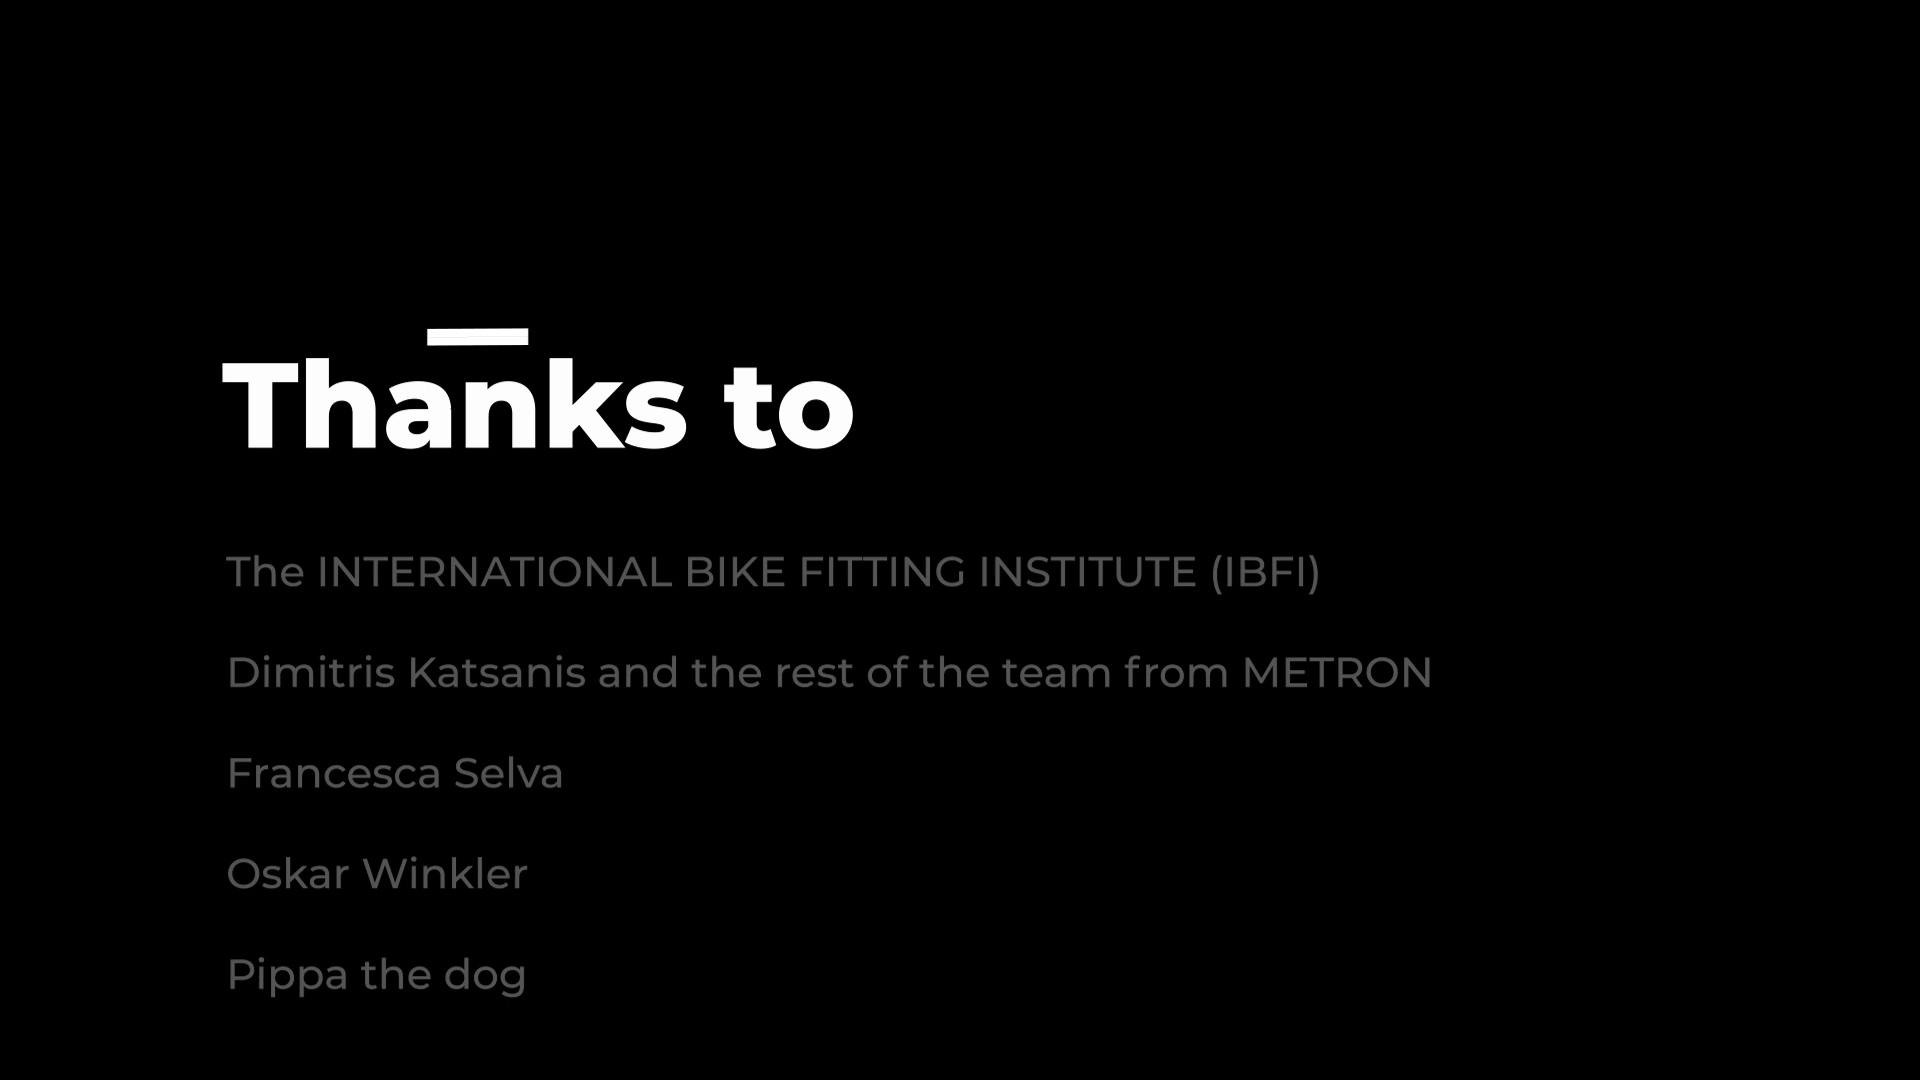 Thanks to
The INTERNATIONAL BIKE FITTING INSTITUTE (IBFI)
Dimitris Katsanis and the rest of the team from METRON
Francesca Selva
Oskar Winkler
Pippa the dog